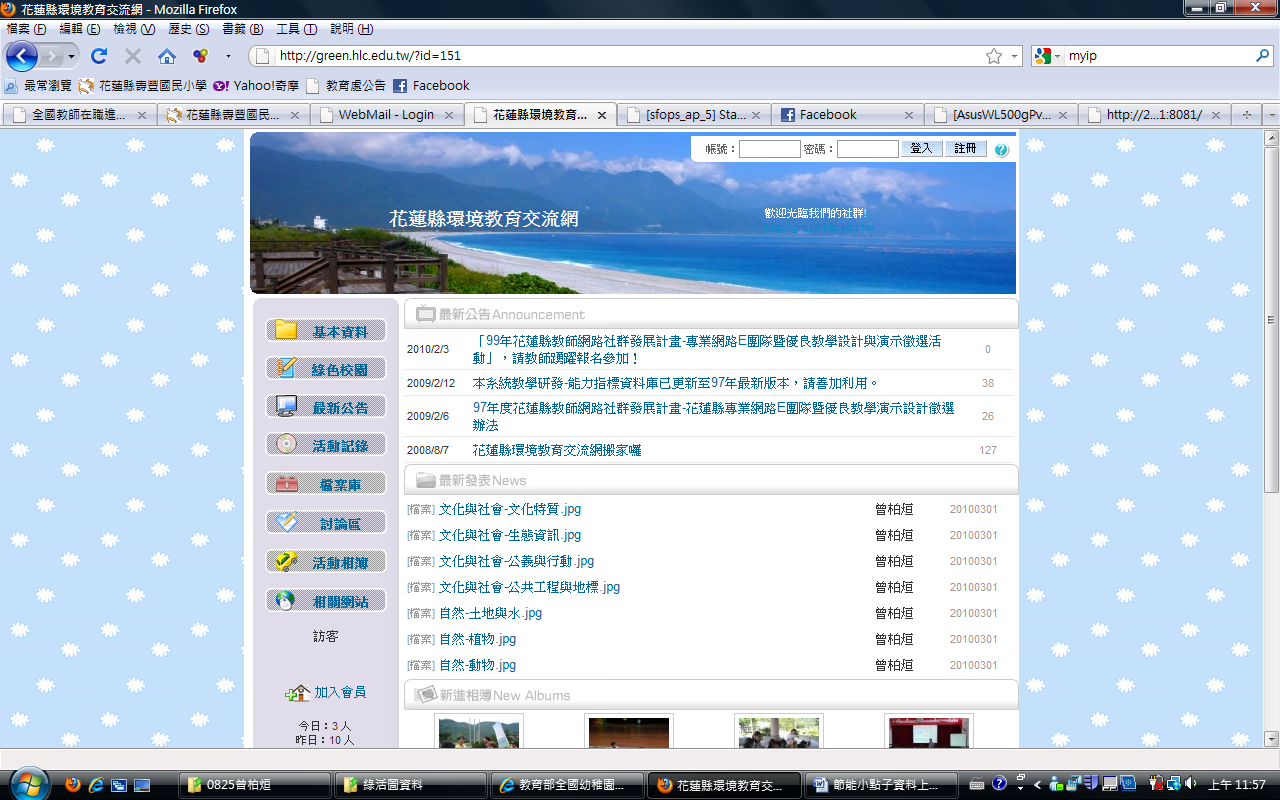 花蓮縣環境教育交流網 - Mozilla Firefox
檔案 (F) 編輯 (E) 檢視 (V) 歷史 (S) 書籤 (B) 工具 (T) 說明 (H)
http://green.hlc.edu.tw/?id=151
myip
最常瀏覽 花蓮縣壽豐國民小學 Yahoo!奇摩 教育處公告 Facebook
全國教師在職進... 花蓮縣壽豐國民... WebMail - Login 花蓮縣環境教育... [sfops_ap_5] Sta... Facebook [AsusWL500gPv... http://2...1:8081/
帳號： 密碼： 登入 註冊
花蓮縣環境教育交流網
歡迎光臨我們的社群!
http://green.hlc.edu.tw
基本資料
綠色校園
最新公告
活動記錄
檔案庫
討論區
活動相簿
相關網站
訪客
加入會員
今日：3 人
昨日：10 人
最新公告Announcement
2010/2/3 「99年花蓮縣教師網路社群發展計畫-專業網路E團隊暨優良教學設計與演示徵選活 0
動」，請教師踴躍報名參加！
2009/2/12 本系統教學研發-能力指標資料庫已更新至97年最新版本，請善加利用。 38
2009/2/6 97年度花蓮縣教師網路社群發展計畫-花蓮縣專業網路E團隊暨優良教學演示設計徵選 26
辦法
2008/8/7 花蓮縣環境教育交流網搬家囉 127
最新發表News
[檔案] 文化與社會-文化特質.jpg 曾柏烜 20100301
[檔案] 文化與社會-生態資訊.jpg 曾柏烜 20100301
[檔案] 文化與社會-公義與行動.jpg 曾柏烜 20100301
[檔案] 文化與社會-公共工程與地標.jpg 曾柏烜 20100301
[檔案] 自然-土地與水.jpg 曾柏烜 20100301
[檔案] 自然-植物.jpg 曾柏烜 20100301
[檔案] 自然-動物.jpg 曾柏烜 20100301
新進相簿New Albums
0825曾柏烜 綠活圖資料 教育部全國幼稚園... 花蓮縣環境教育交... 節能小點子資料上... 上午 11:57